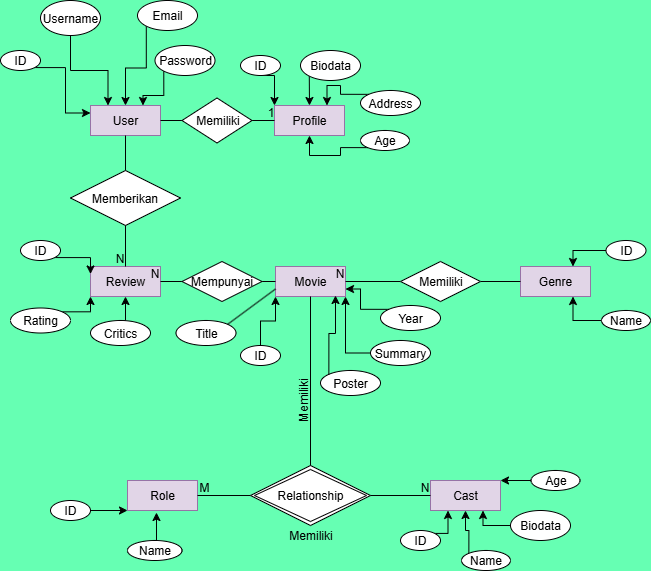 Username
Email
ID
Password
ID
Biodata
Address
User
Memiliki
1
Profile
Age
Memberikan
N
ID
Review
N
Mempunyai
Movie
N
Memiliki
Genre
ID
Rating
Critics
Title
ID
Year
Name
Summary
Poster
Memiliki
Role
M
Relationship
N
Cast
Age
ID
Name
Memiliki
ID
Name
Biodata